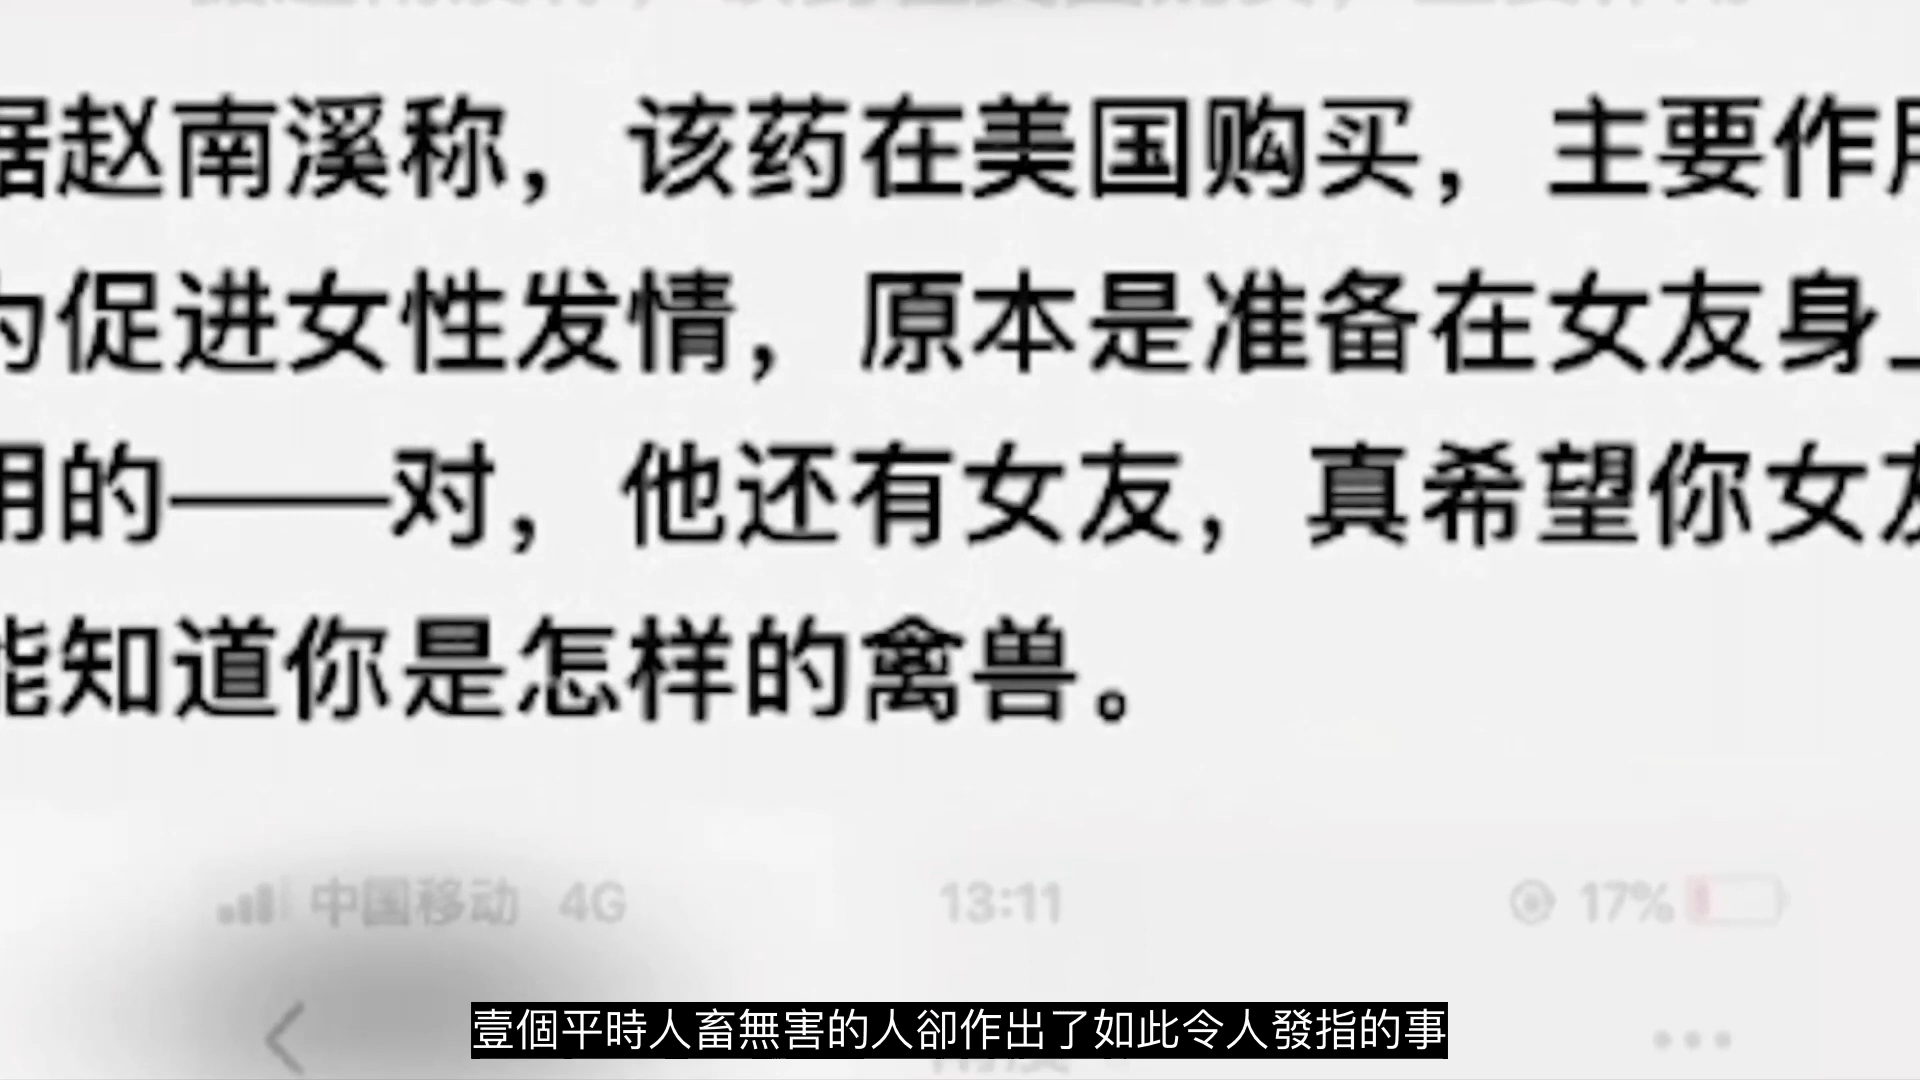 据赵南溪称，该药在美国购买，主要作用
为促进女性发情，原本是准备在女友身上
用的——对，他还有女友，真希望你女友
能知道你是怎样的禽兽。
中国移动 4G 13:11 17%
壹個平時人畜無害的人卻作出了如此令人發指的事